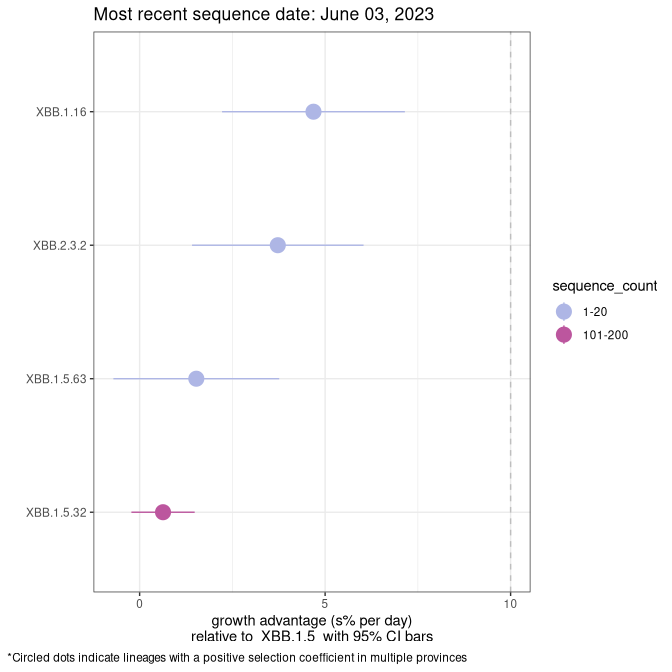 Most recent sequence date: June 03, 2023
XBB.1.16
XBB.2.3.2
XBB.1.5.63
XBB.1.5.32
sequence_count
1-20
101-200
0 5 10
growth advantage (s% per day)
relative to  XBB.1.5  with 95% CI bars
*Circled dots indicate lineages with a positive selection coefficient in multiple provinces